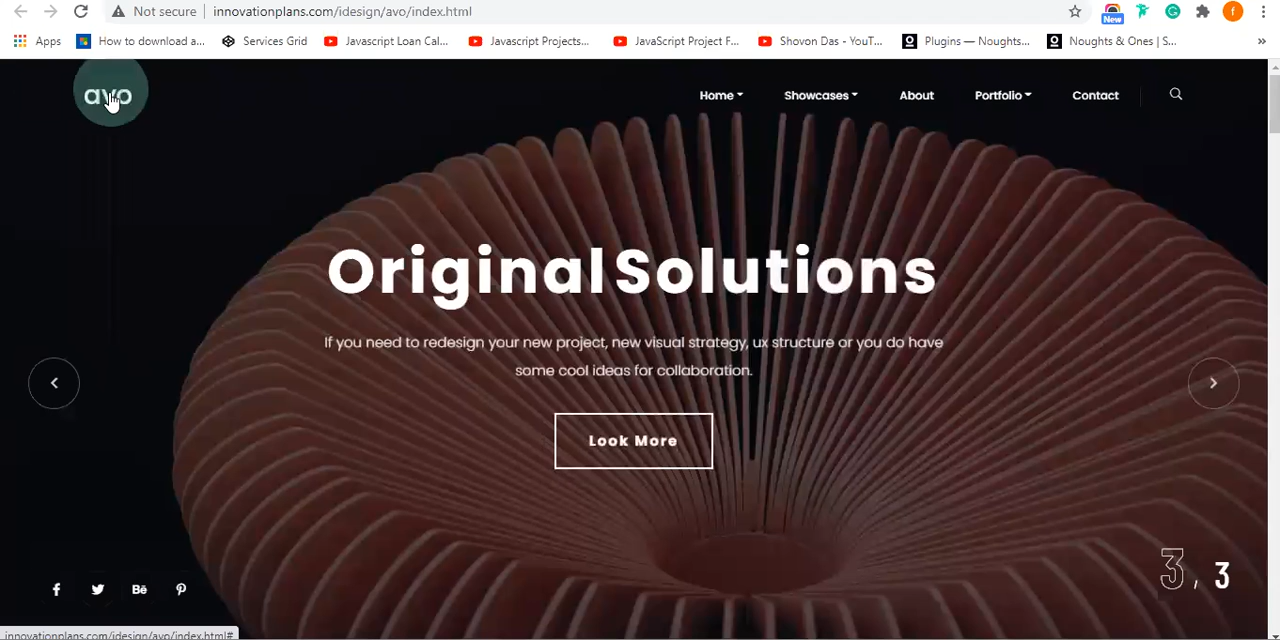 Not secure innovationplans.com/idesign/avo/index.html
New
f
Apps How to download a... Services Grid Javascript Loan Cal... Javascript Projects... JavaScript Project F... Shovon Das - YouT... Plugins — Noughts... Noughts & Ones | S... »
avo Home Showcases About Portfolio Contact
Original Solutions
If you need to redesign your new project, new visual strategy, ux structure or you do have
some cool ideas for collaboration.
Look More
3 , 3
Bē
innovationplans.com/idesign/avo/index.html#